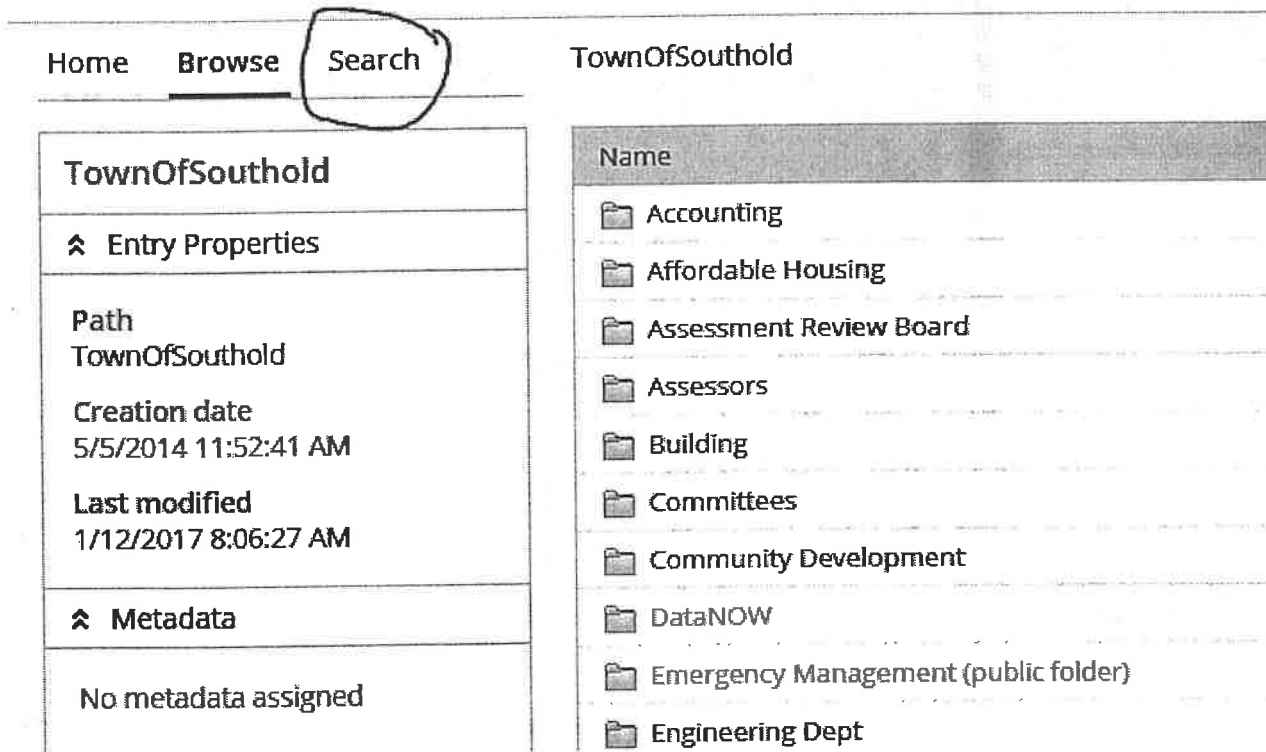 Home Browse Search
TownOfSouthold
Entry Properties
Path
TownOfSouthold
Creation date
5/5/2014 11:52:41 AM
Last modified
1/12/2017 8:06:27 AM
Metadata
No metadata assigned
TownOfSouthold
Name
Accounting
Affordable Housing
Assessment Review Board
Assessors
Building
Committees
Community Development
DataNOW
Emergency Management (public folder)
Engineering Dept